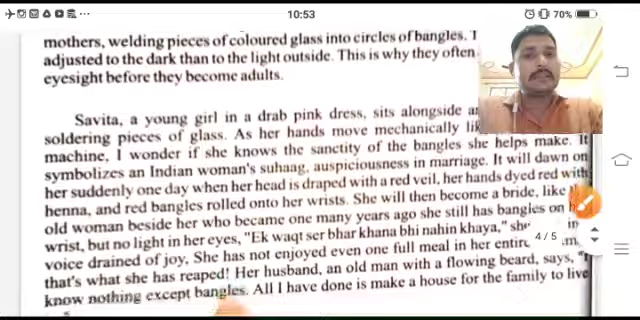 10:53
70%
mothers, welding pieces of coloured glass into circles of bangles.
adjusted to the dark than to the light outside. This is why they often
eyesight before they become adults.
Savita, a young girl in a drab pink dress, sits alongside
soldering pieces of glass. As her hands move mechanically
machine, I wonder if she knows the sanctity of the bangles she helps make. It
symbolizes an Indian woman's suhaag, auspiciousness in marriage. It will dawn on
her suddenly one day when her head is draped with a red veil, her hands dyed red with
henna, and red bangles rolled onto her wrists. She will then become a bride, like
old woman beside her who became one many years ago she still has bangles on
wrist, but no light in her eyes, "Ek waqt ser bhar khana bhi nahin khaya," she in
voice drained of joy, She has not enjoyed even one full meal in her
that's what she has reaped! Her husband, an old man with a flowing beard, says,
know nothing except bangles. All I have done is make a house for the family to live
4 / 5